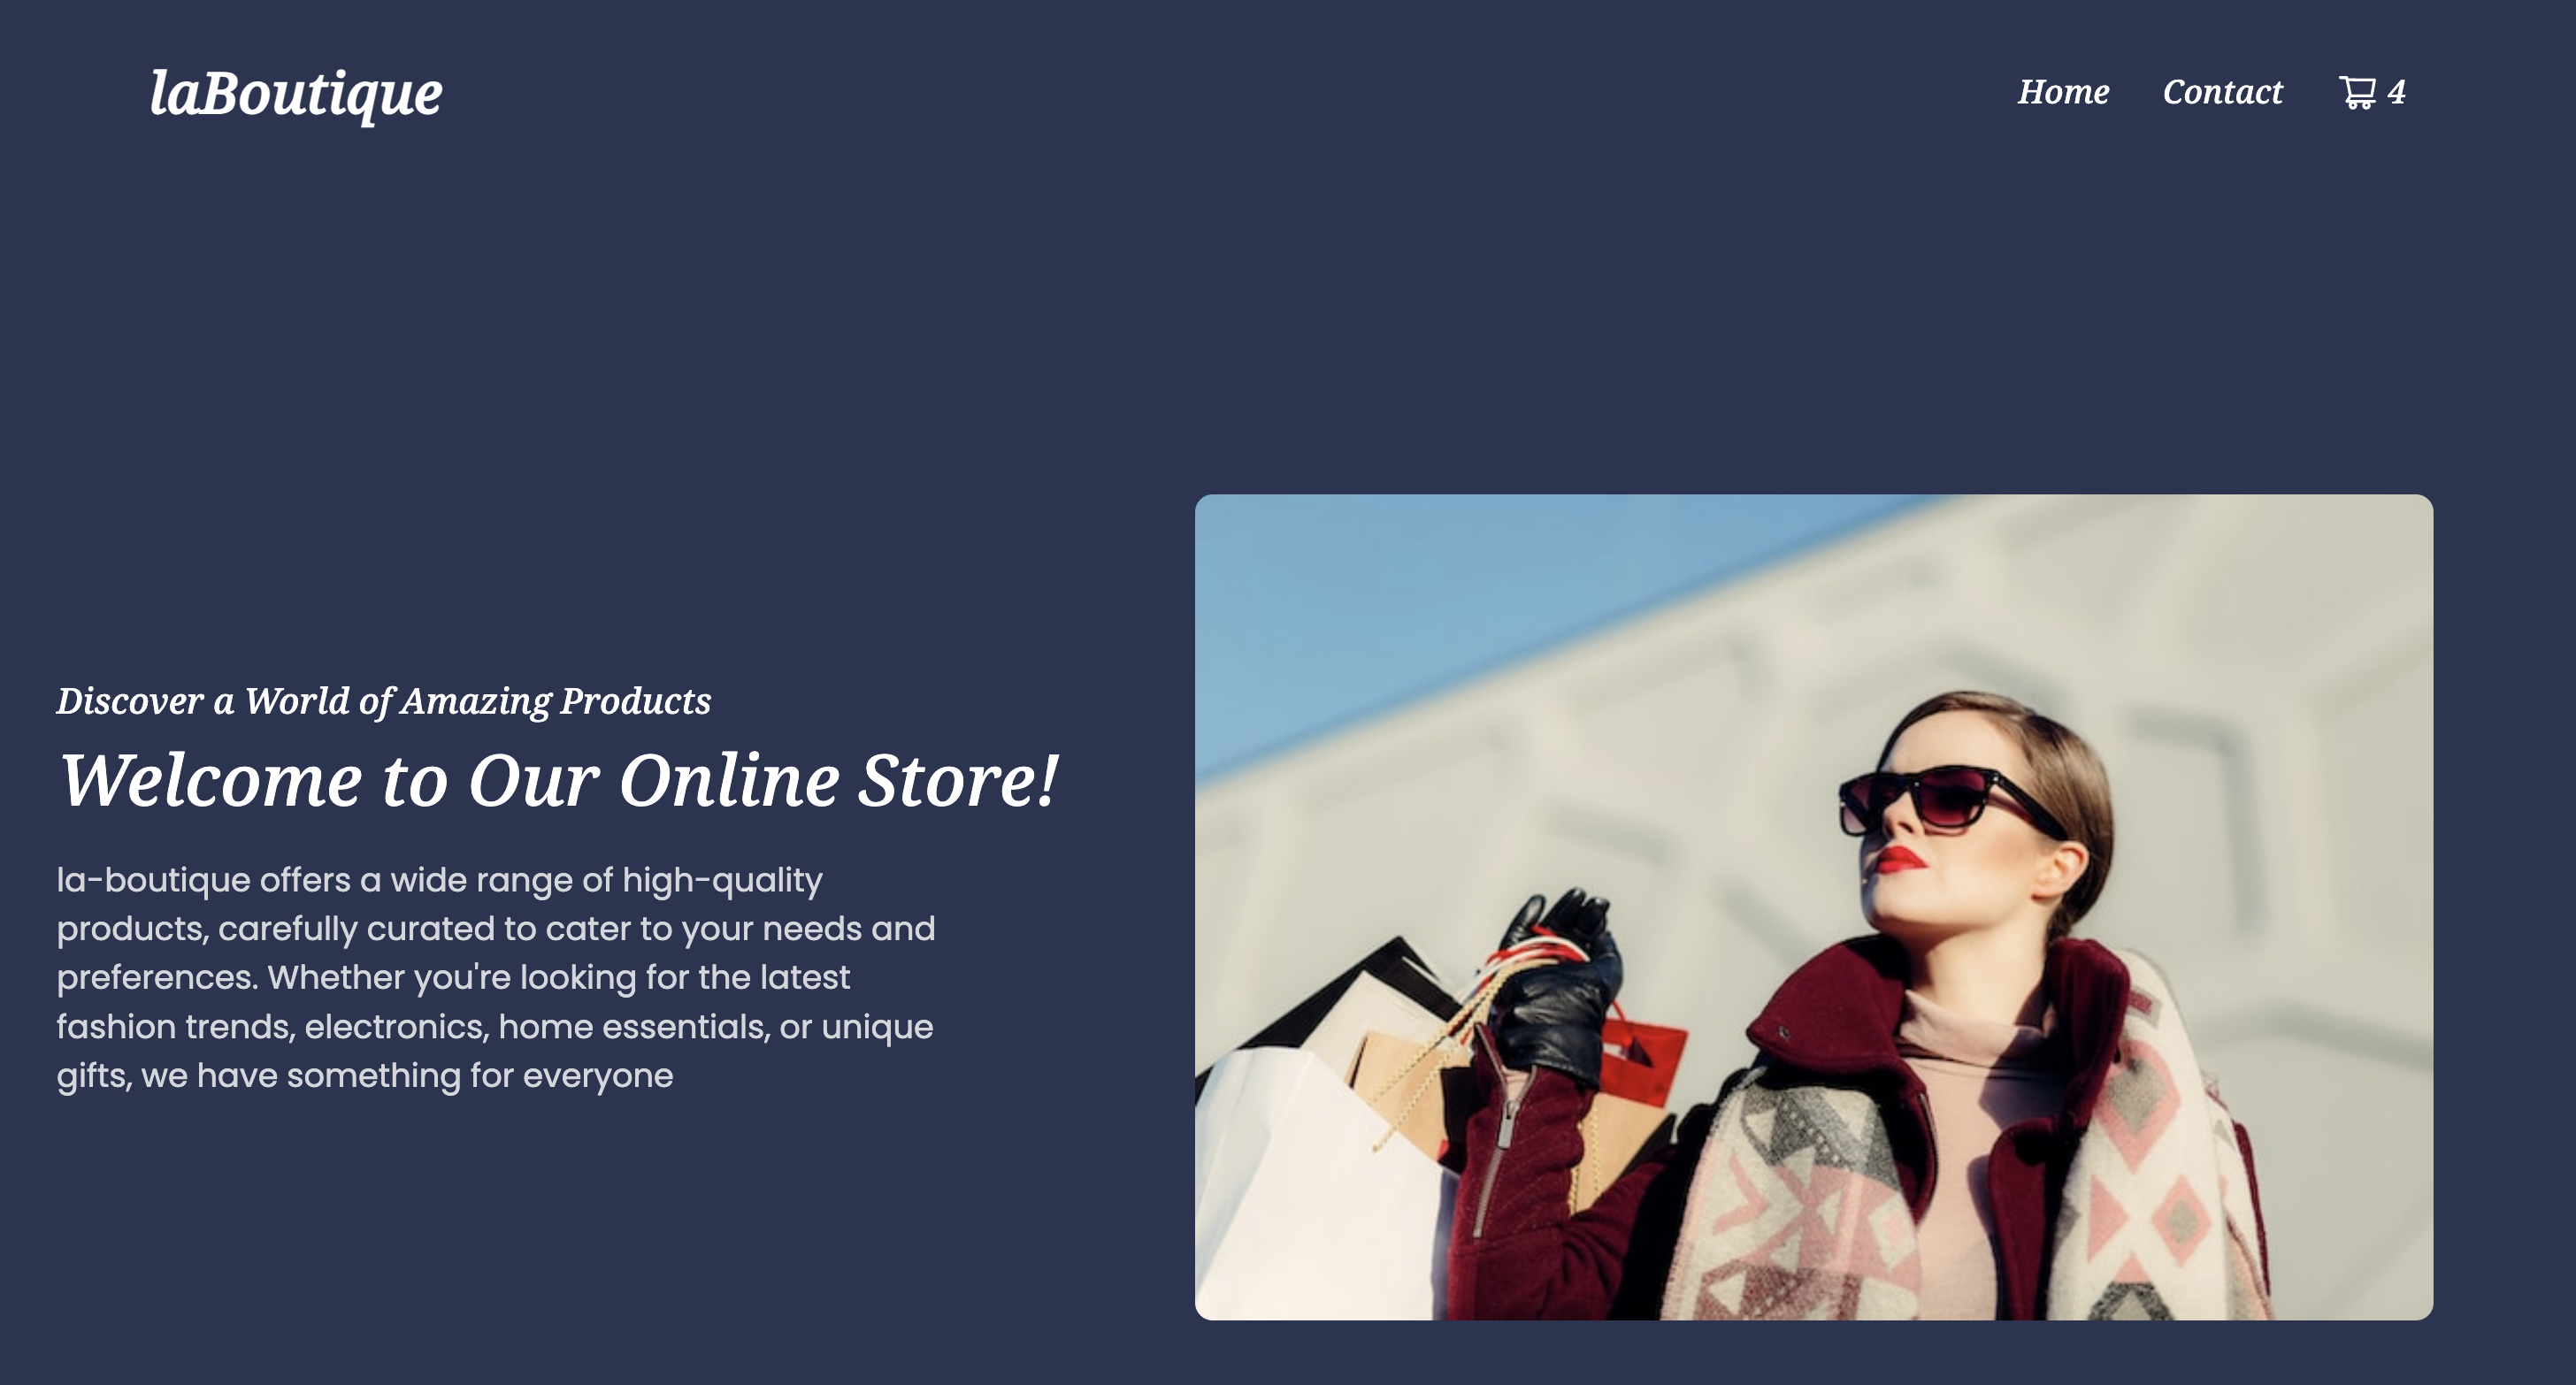 laBoutique
Home Contact 4
Discover a World of Amazing Products
Welcome to Our Online Store!
la-boutique offers a wide range of high-quality
products, carefully curated to cater to your needs and
preferences. Whether you're looking for the latest
fashion trends, electronics, home essentials, or unique
gifts, we have something for everyone